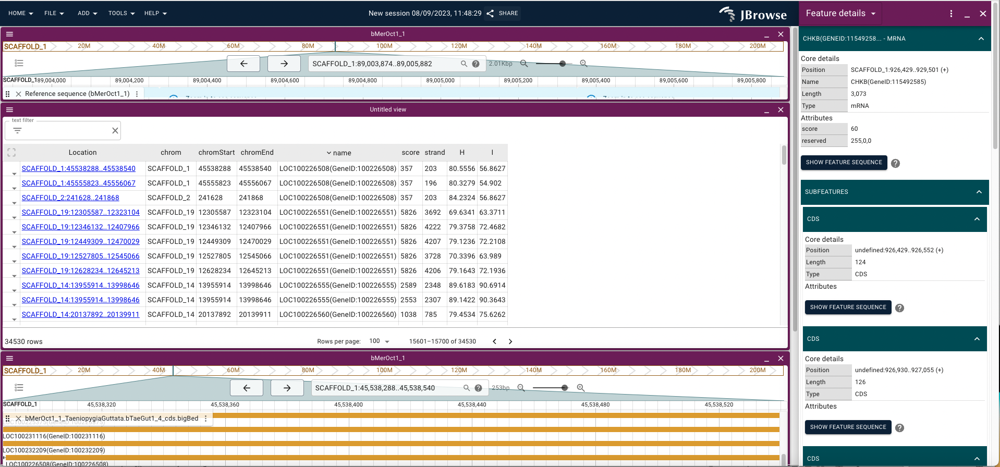 HOME FILE ADD TOOLS HELP New session 08/09/2023, 11:48:29 SHARE JBrowse
bMerOct1_1
SCAFFOLD_1 20M 40M 60M 80M 100M 120M 140M 160M 180M 200M
SCAFFOLD_1:89,003,874..89,005,882 2.01Kbp
SCAFFOLD_1 89,004,000 89,004,200 89,004,400 89,004,600 89,004,800 89,005,000 89,005,200 89,005,400 89,005,600 89,005,800
Reference sequence (bMerOct1_1)
Untitled view
text filter
Location chrom chromStart chromEnd name score strand H I
SCAFFOLD_1:45538288..45538540 SCAFFOLD_1 45538288 45538540 LOC100226508(GeneID:100226508) 357 203 80.5556 56.8627
SCAFFOLD_1:45555823..45556067 SCAFFOLD_1 45555823 45556067 LOC100226508(GeneID:100226508) 357 196 80.3279 54.902
SCAFFOLD_2:241628..241868 SCAFFOLD_2 241628 241868 LOC100226508(GeneID:100226508) 357 203 84.2324 56.8627
SCAFFOLD_19:12305587..12323104 SCAFFOLD_19 12305587 12323104 LOC100226551(GeneID:100226551) 5826 3692 69.6341 63.3711
SCAFFOLD_19:12346132..12407966 SCAFFOLD_19 12346132 12407966 LOC100226551(GeneID:100226551) 5826 4222 79.3758 72.4682
SCAFFOLD_19:12449309..12470029 SCAFFOLD_19 12449309 12470029 LOC100226551(GeneID:100226551) 5826 4207 79.1236 72.2108
SCAFFOLD_19:12527805..12545066 SCAFFOLD_19 12527805 12545066 LOC100226551(GeneID:100226551) 5826 3728 70.3396 63.989
SCAFFOLD_19:12628234..12645213 SCAFFOLD_19 12628234 12645213 LOC100226551(GeneID:100226551) 5826 4206 79.1643 72.1936
SCAFFOLD_14:13955914..13998646 SCAFFOLD_14 13955914 13998646 LOC100226555(GeneID:100226555) 2589 2348 89.6183 90.6914
SCAFFOLD_14:13955914..13998646 SCAFFOLD_14 13955914 13998646 LOC100226555(GeneID:100226555) 2553 2307 89.1422 90.3643
SCAFFOLD_14:20137892..20139911 SCAFFOLD_14 20137892 20139911 LOC100226560(GeneID:100226560) 1038 785 79.4534 75.6262
34530 rows Rows per page: 100 15601–15700 of 34530
bMerOct1_1
SCAFFOLD_1 20M 40M 60M 80M 100M 120M 140M 160M 180M 200M
SCAFFOLD_1:45,538,288..45,538,540 253bp
SCAFFOLD_1 45,538,320 45,538,360 45,538,400 45,538,440 45,538,480 45,538,520
bMerOct1_1_TaeniopygiaGuttata.bTaeGut1_4_cds.bigBed
LOC100231116(GeneID:100231116)
LOC100232209(GeneID:100232209)
LOC100226508(GeneID:100226508)
Feature details
CHKB(GENEID:11549258... - MRNA
Core details
Position SCAFFOLD_1:926,429..929,501 (+)
Name CHKB(GeneID:115492585)
Length 3,073
Type mRNA
Attributes
score 60
reserved 255,0,0
SHOW FEATURE SEQUENCE
SUBFEATURES
CDS
Core details
Position undefined:926,429..926,552 (+)
Length 124
Type CDS
Attributes
SHOW FEATURE SEQUENCE
CDS
Core details
Position undefined:926,930..927,055 (+)
Length 126
Type CDS
Attributes
SHOW FEATURE SEQUENCE
CDS